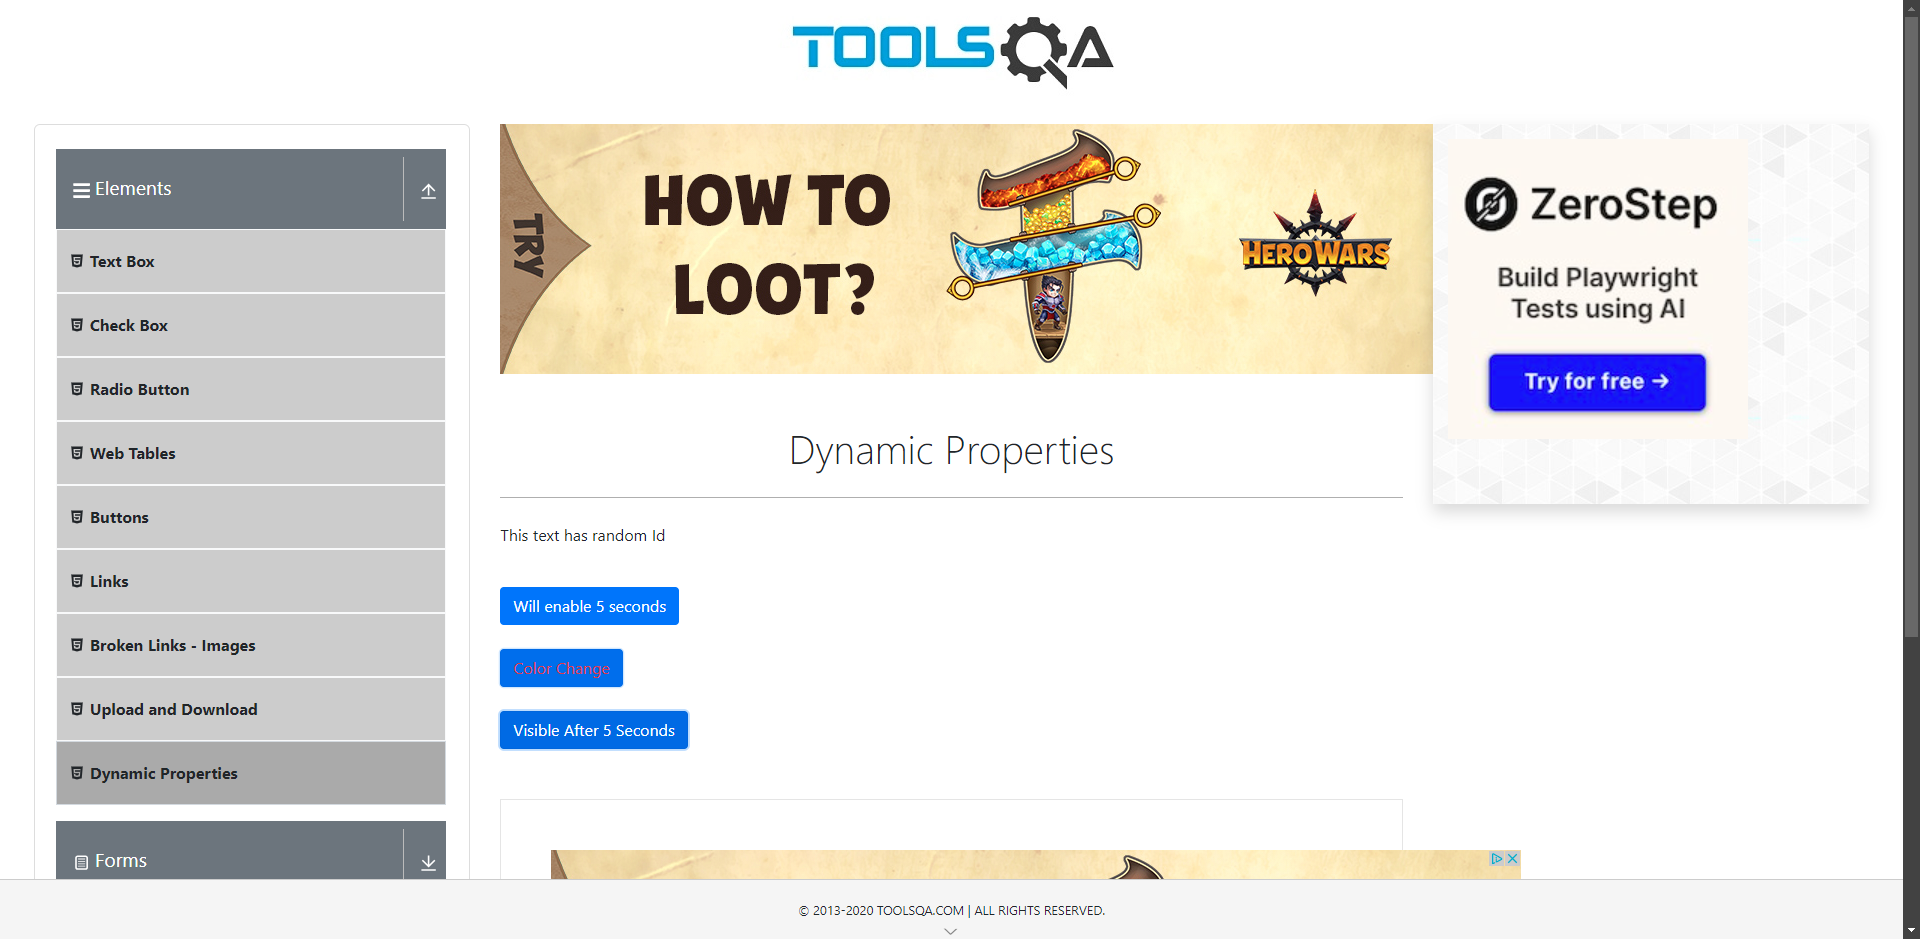 TOOLSQA
Elements
Text Box
Check Box
Radio Button
Web Tables
Buttons
Links
Broken Links - Images
Upload and Download
Dynamic Properties
Forms
TRY
HOW TO
LOOT?
HERO WARS
Dynamic Properties
This text has random Id
Will enable 5 seconds
Color Change
Visible After 5 Seconds
ZeroStep
Build Playwright
Tests using AI
Try for free →
© 2013-2020 TOOLSQA.COM | ALL RIGHTS RESERVED.